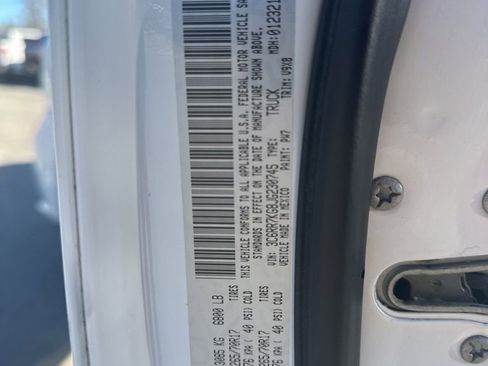 3085 KG 6800 LB
TIRES
265/70R17
76 KPA ( 40 PSI) COLD
TIRES
265/70R17
76 KPA ( 40 PSI) COLD
THIS VEHICLE CONFORMS TO ALL APPLICABLE U.S.A. FEDERAL MOTOR VEHICLE SA
STANDARDS IN EFFECT ON THE DATE OF MANUFACTURE SHOWN ABOVE.
VIN: 3C6RR7KG8JG230745 TYPE: TRUCK MDH:012321
VEHICLE MADE IN MEXICO PAINT: PW7 TRIM: V9X8